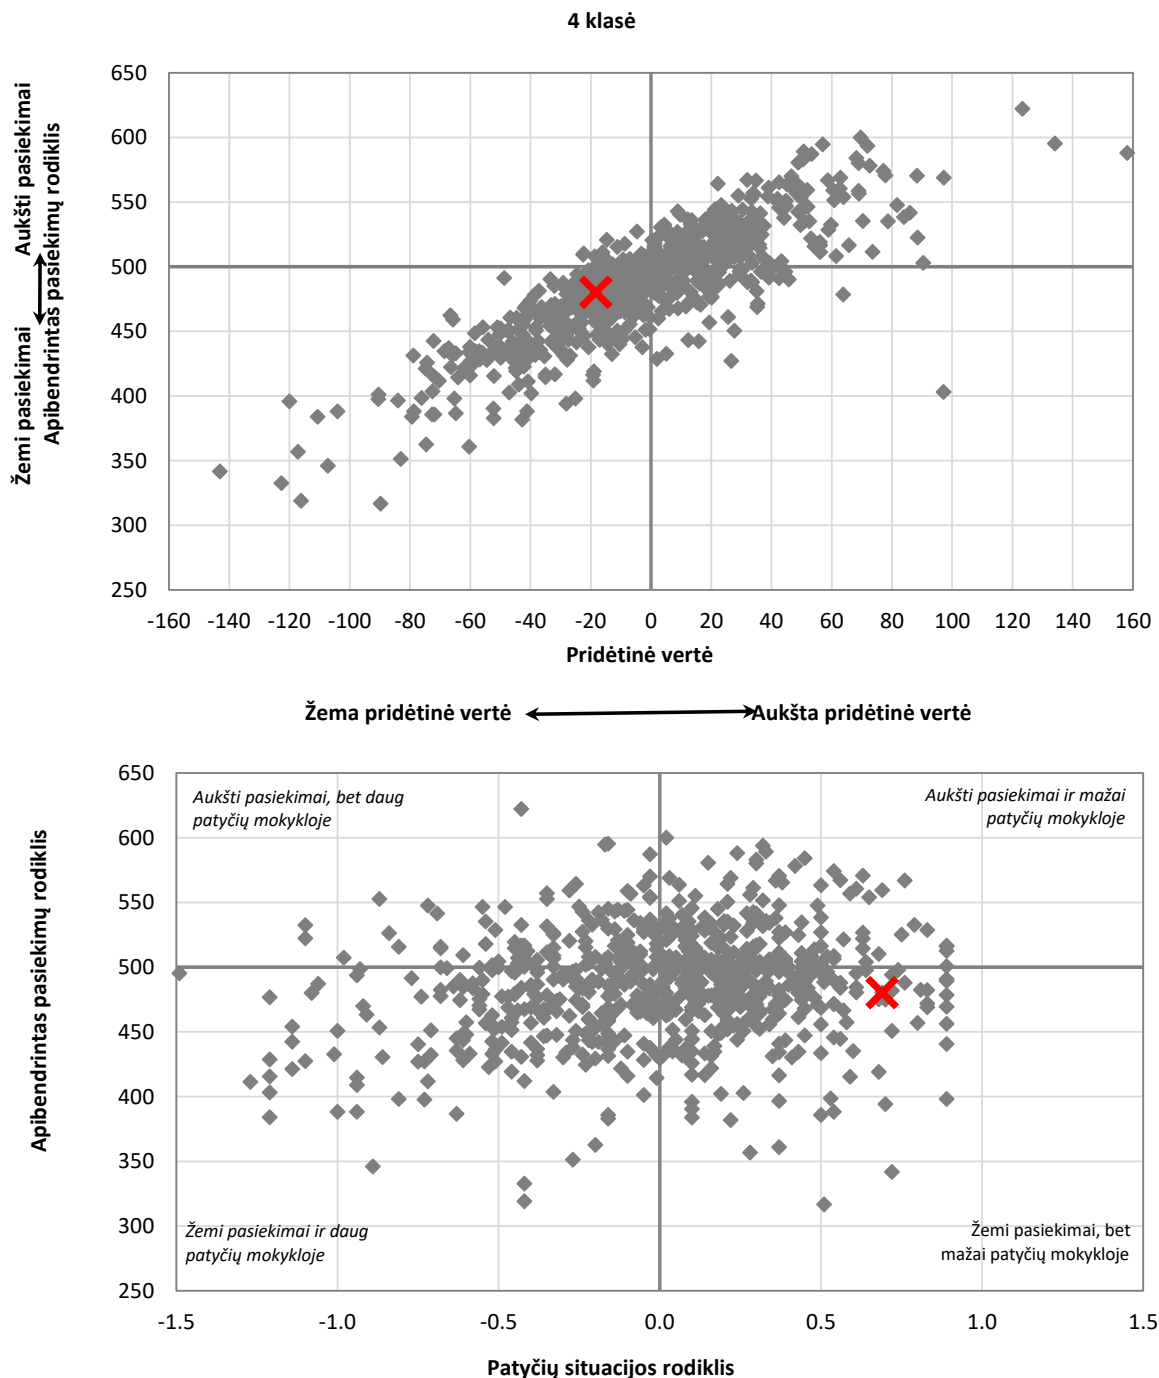 4 klasė
Aukšti pasiekimai
Žemi pasiekimai
Apibendrintas pasiekimų rodiklis
650
600
550
500
450
400
350
300
250
-160 -140 -120 -100 -80 -60 -40 -20 0 20 40 60 80 100 120 140 160
Pridėtinė vertė
Žema pridėtinė vertė Aukšta pridėtinė vertė
Apibendrintas pasiekimų rodiklis
650
600
550
500
450
400
350
300
250
Aukšti pasiekimai, bet daug
patyčių mokykloje
Aukšti pasiekimai ir mažai
patyčių mokykloje
Žemi pasiekimai ir daug
patyčių mokykloje
Žemi pasiekimai, bet
mažai patyčių mokykloje
-1.5 -1.0 -0.5 0.0 0.5 1.0 1.5
Patyčių situacijos rodiklis